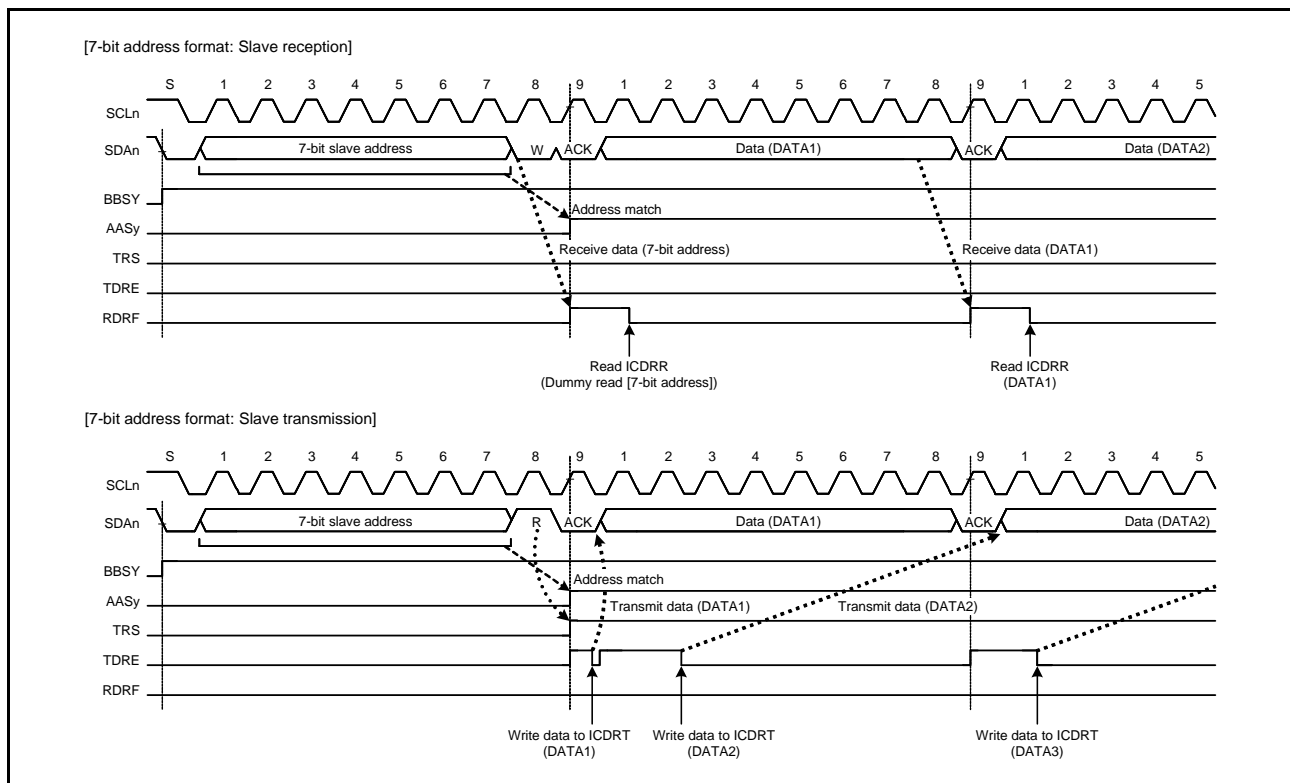 [7-bit address format: Slave reception]
S 1 2 3 4 5 6 7 8 9 1 2 3 4 5 6 7 8 9 1 2 3 4 5
SCLn
SDAn 7-bit slave address W ACK Data (DATA1) ACK Data (DATA2)
BBSY
Address match
AASy
Receive data (7-bit address) Receive data (DATA1)
TRS
TDRE
RDRF
Read ICDRR Read ICDRR
(Dummy read [7-bit address]) (DATA1)
[7-bit address format: Slave transmission]
S 1 2 3 4 5 6 7 8 9 1 2 3 4 5 6 7 8 9 1 2 3 4 5
SCLn
SDAn 7-bit slave address R ACK Data (DATA1) ACK Data (DATA2)
BBSY
Address match
AASy
Transmit data (DATA1) Transmit data (DATA2)
TRS
TDRE
RDRF
Write data to ICDRT Write data to ICDRT Write data to ICDRT
(DATA1) (DATA2) (DATA3)